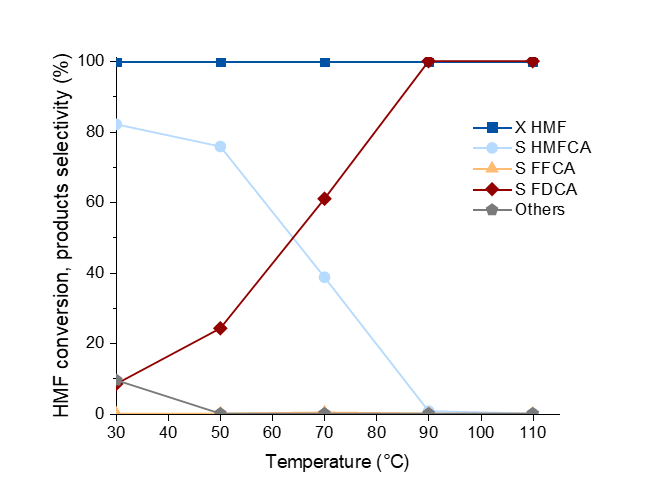 HMF conversion, products selectivity (%)
100
80
60
40
20
0
30
40
50
60
70
80
90
100
110
Temperature (°C)
X HMF
S HMFCA
S FFCA
S FDCA
Others